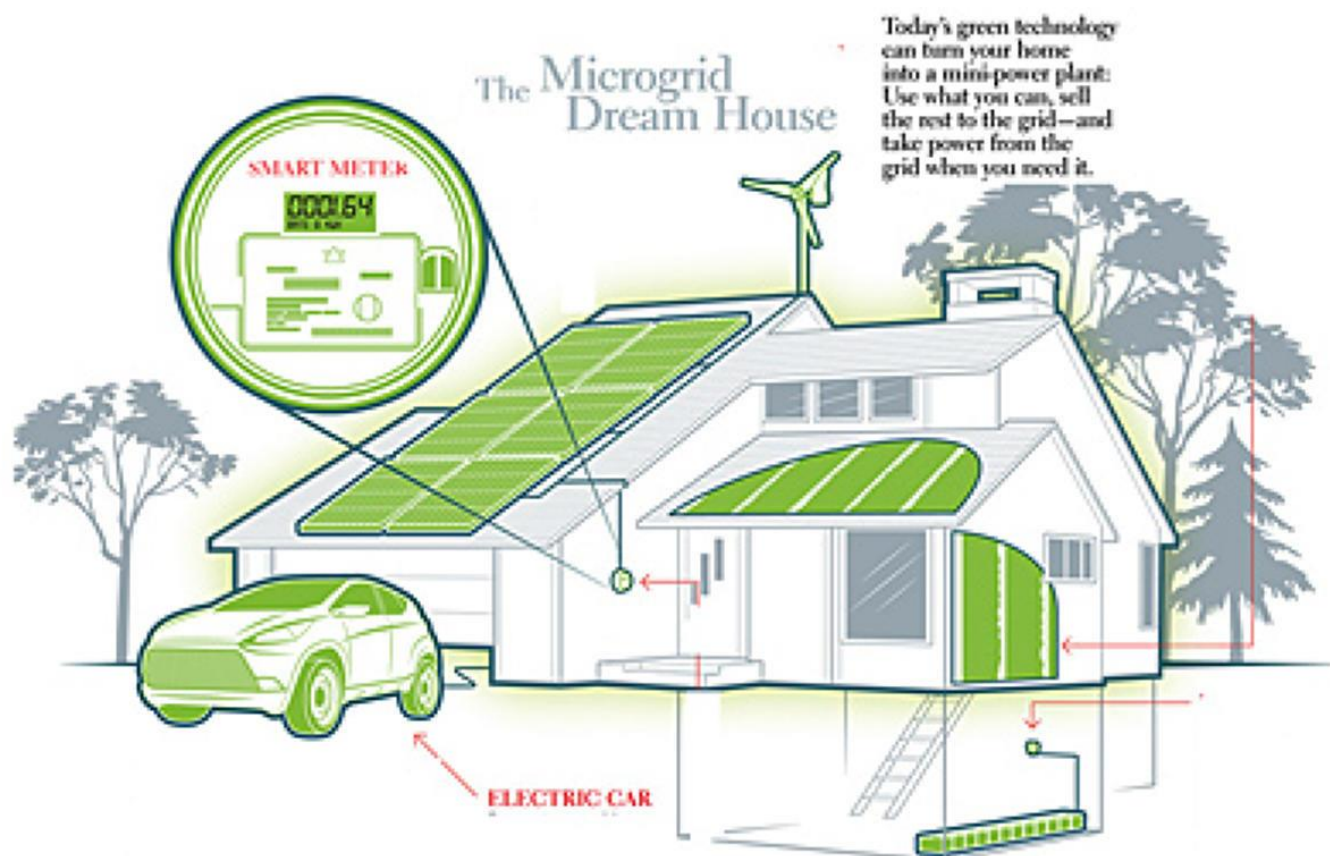 The Microgrid
Dream House
Today's green technology
can turn your home
into a mini-power plant:
Use what you can, sell
the rest to the grid—and
take power from the
grid when you need it.
SMART METER
000164
ELECTRIC CAR